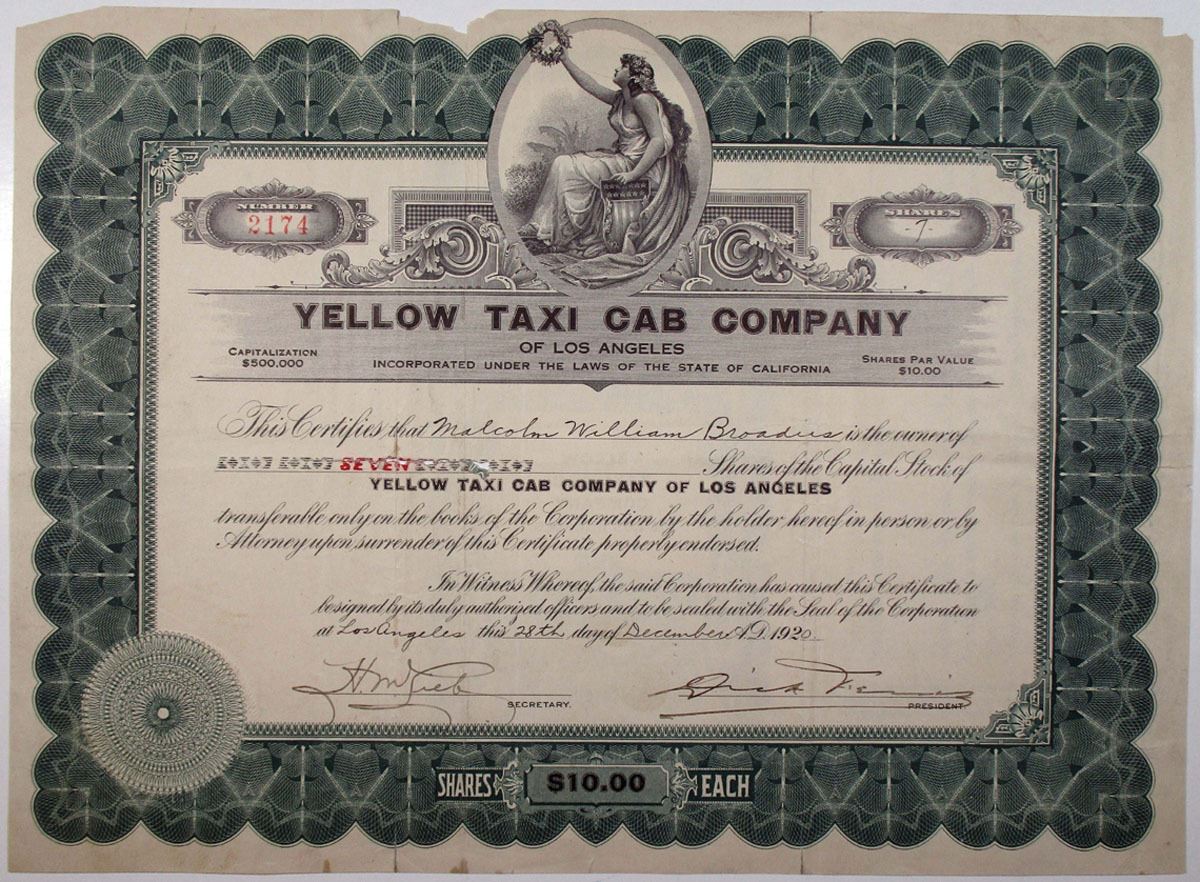 NUMBER
2174
SHARES
-7-
YELLOW TAXI CAB COMPANY
OF LOS ANGELES
CAPITALIZATION
$500,000
INCORPORATED UNDER THE LAWS OF THE STATE OF CALIFORNIA
SHARES PAR VALUE
$10.00
This Certifies that Malcolm William Broadus is the owner of
SEVEN Shares of the Capital Stock of
YELLOW TAXI CAB COMPANY OF LOS ANGELES
transferable only on the books of the Corporation by the holder hereof in person or by
Attorney upon surrender of this Certificate properly endorsed.
In Witness Whereof, the said Corporation has caused this Certificate to
be signed by its duly authorized officers and to be sealed with the Seal of the Corporation
at Los Angeles this 28th day of December A.D. 1920
SECRETARY.
PRESIDENT.
SHARES $10.00 EACH